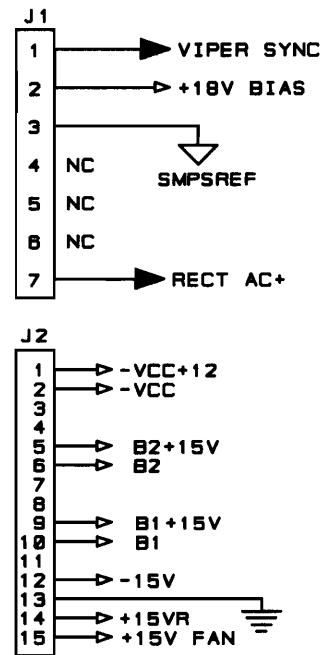 J1
1 VIPER SYNC
2 +18V BIAS
3
SMPSREF
4 NC
5 NC
6 NC
7 RECT AC+
J2
1 -VCC+12
2 -VCC
3
4
5 B2+15V
6 B2
7
8
9 B1+15V
10 B1
11
12 -15V
13
14 +15VR
15 +15V FAN